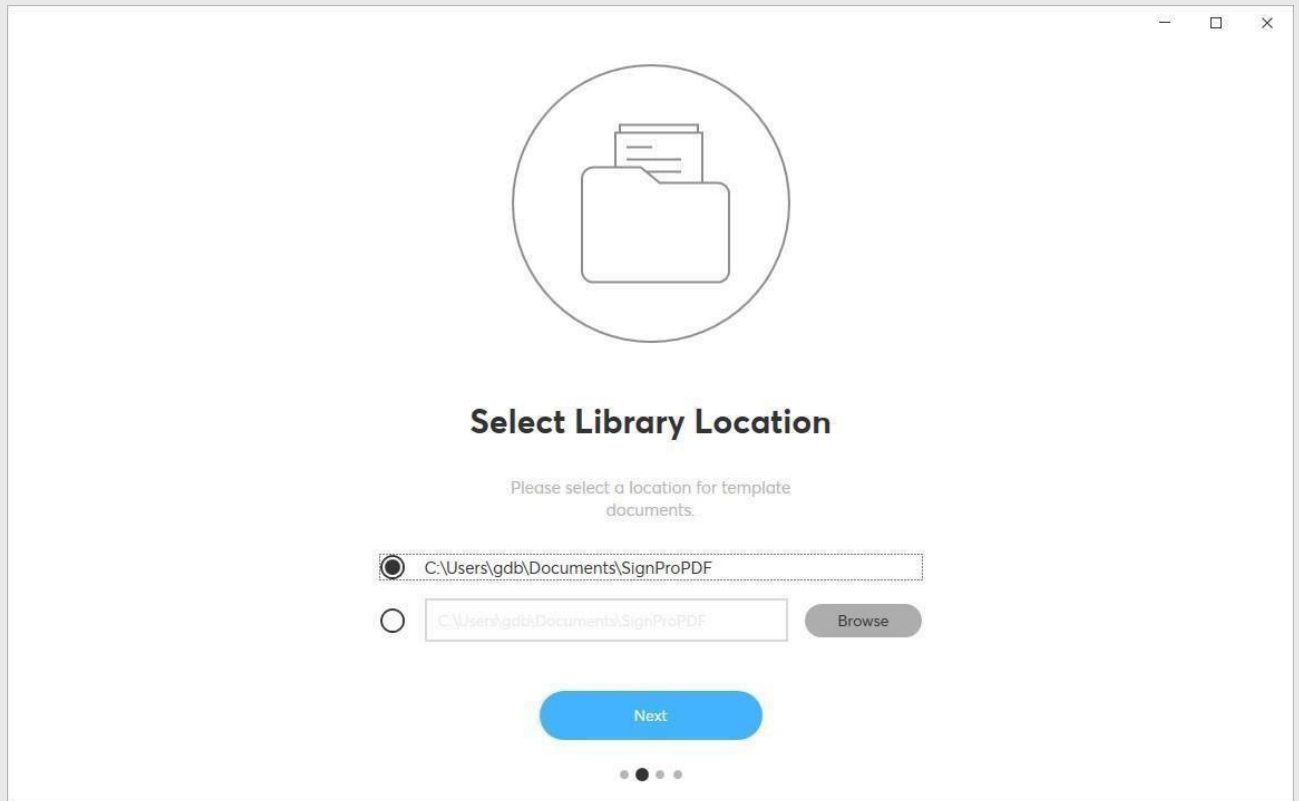 Select Library Location
Please select a location for template
documents.
C:\Users\gdb\Documents\SignProPDF
C:\Users\gdb\Documents\SignProPDF
Browse
Next